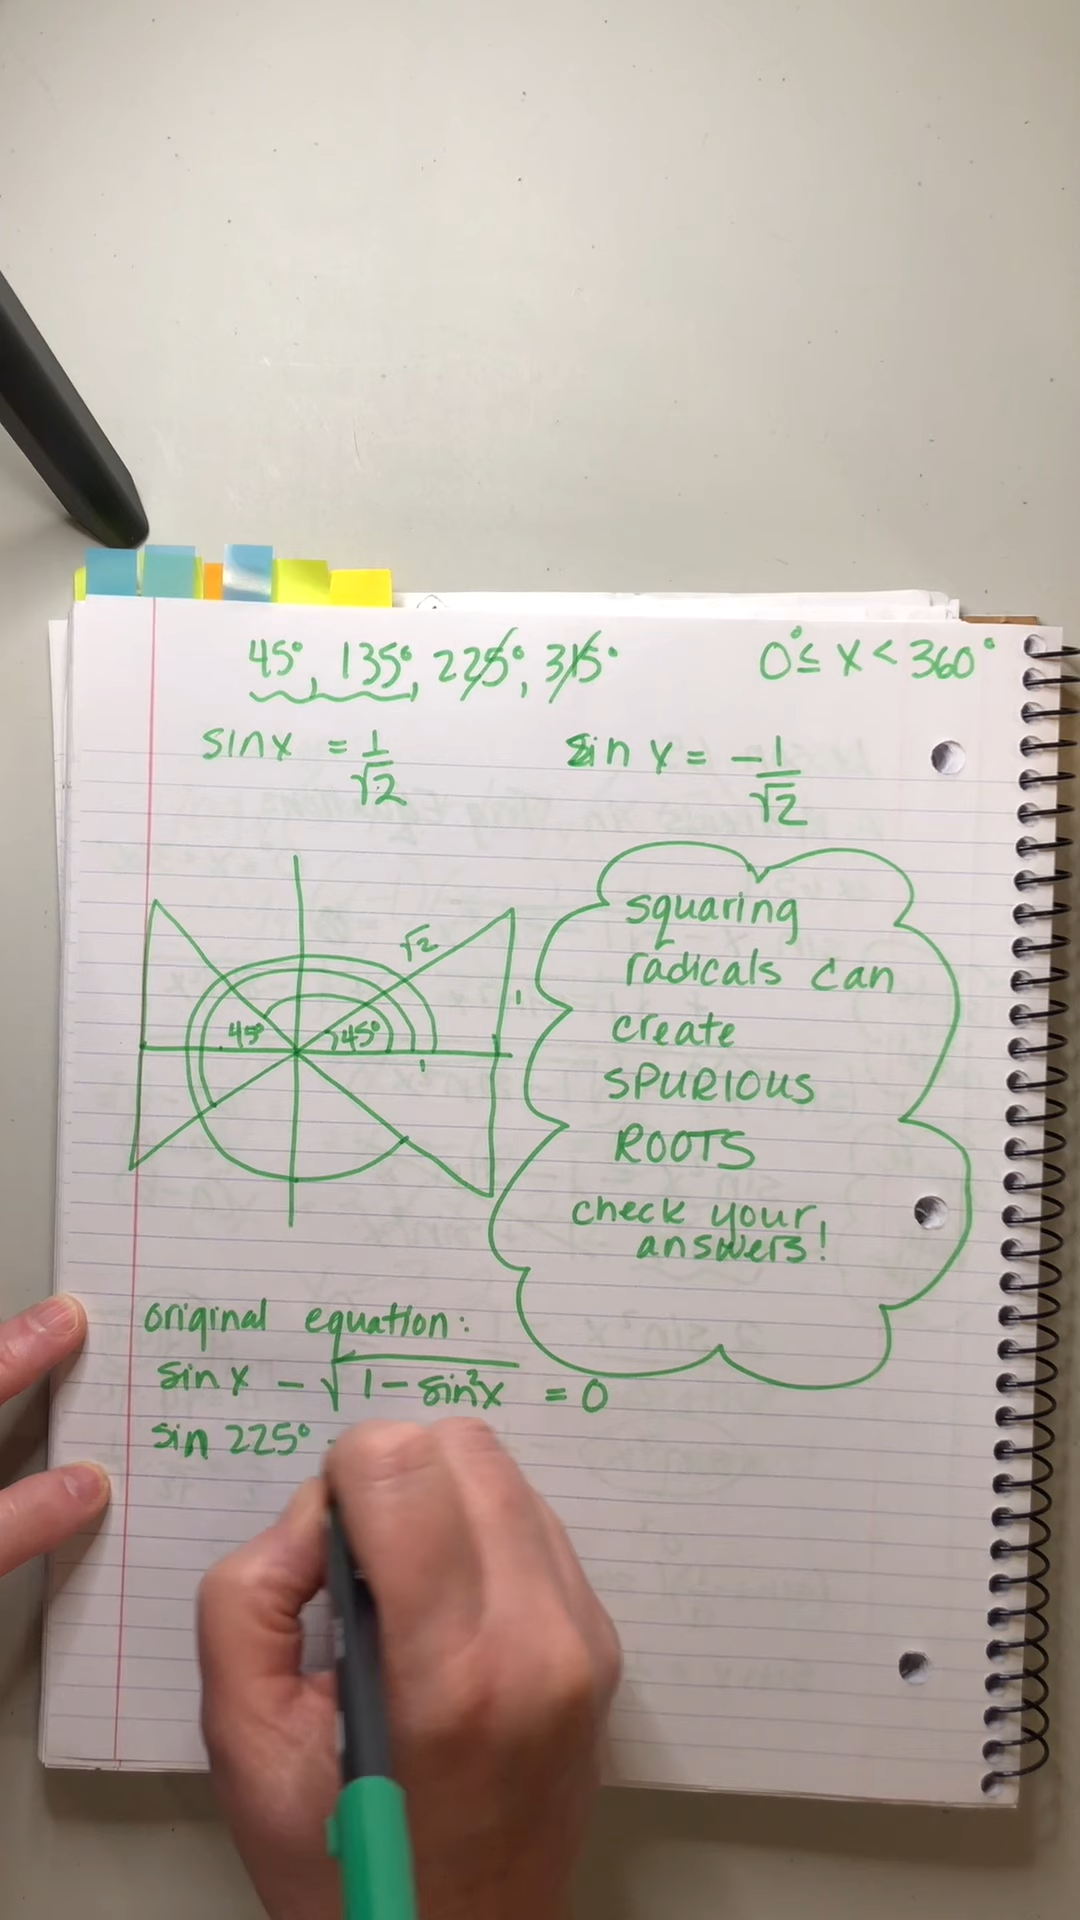 45°, 135°, 225°, 315°
0° ≤ x < 360°
sin x = 1/√2
sin x = -1/√2
√2
1
45°
45°
1
squaring
radicals can
create
SPURIOUS
ROOTS
check your
answers!
original equation:
sin x - √1 - sin²x = 0
sin 225° -